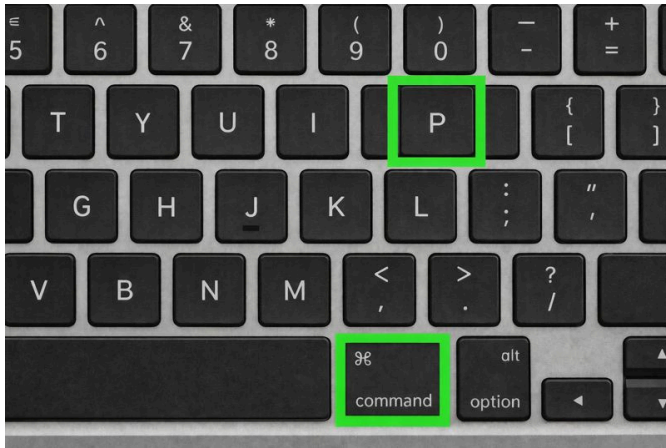 ∈ ^ & * ( ) — +
5 6 7 8 9 0 - =
T Y U I P { }
[ ]
G H J K L : "
; '
V B N M < > ?
, . /
⌘ alt
command option ◀ ▲
▼